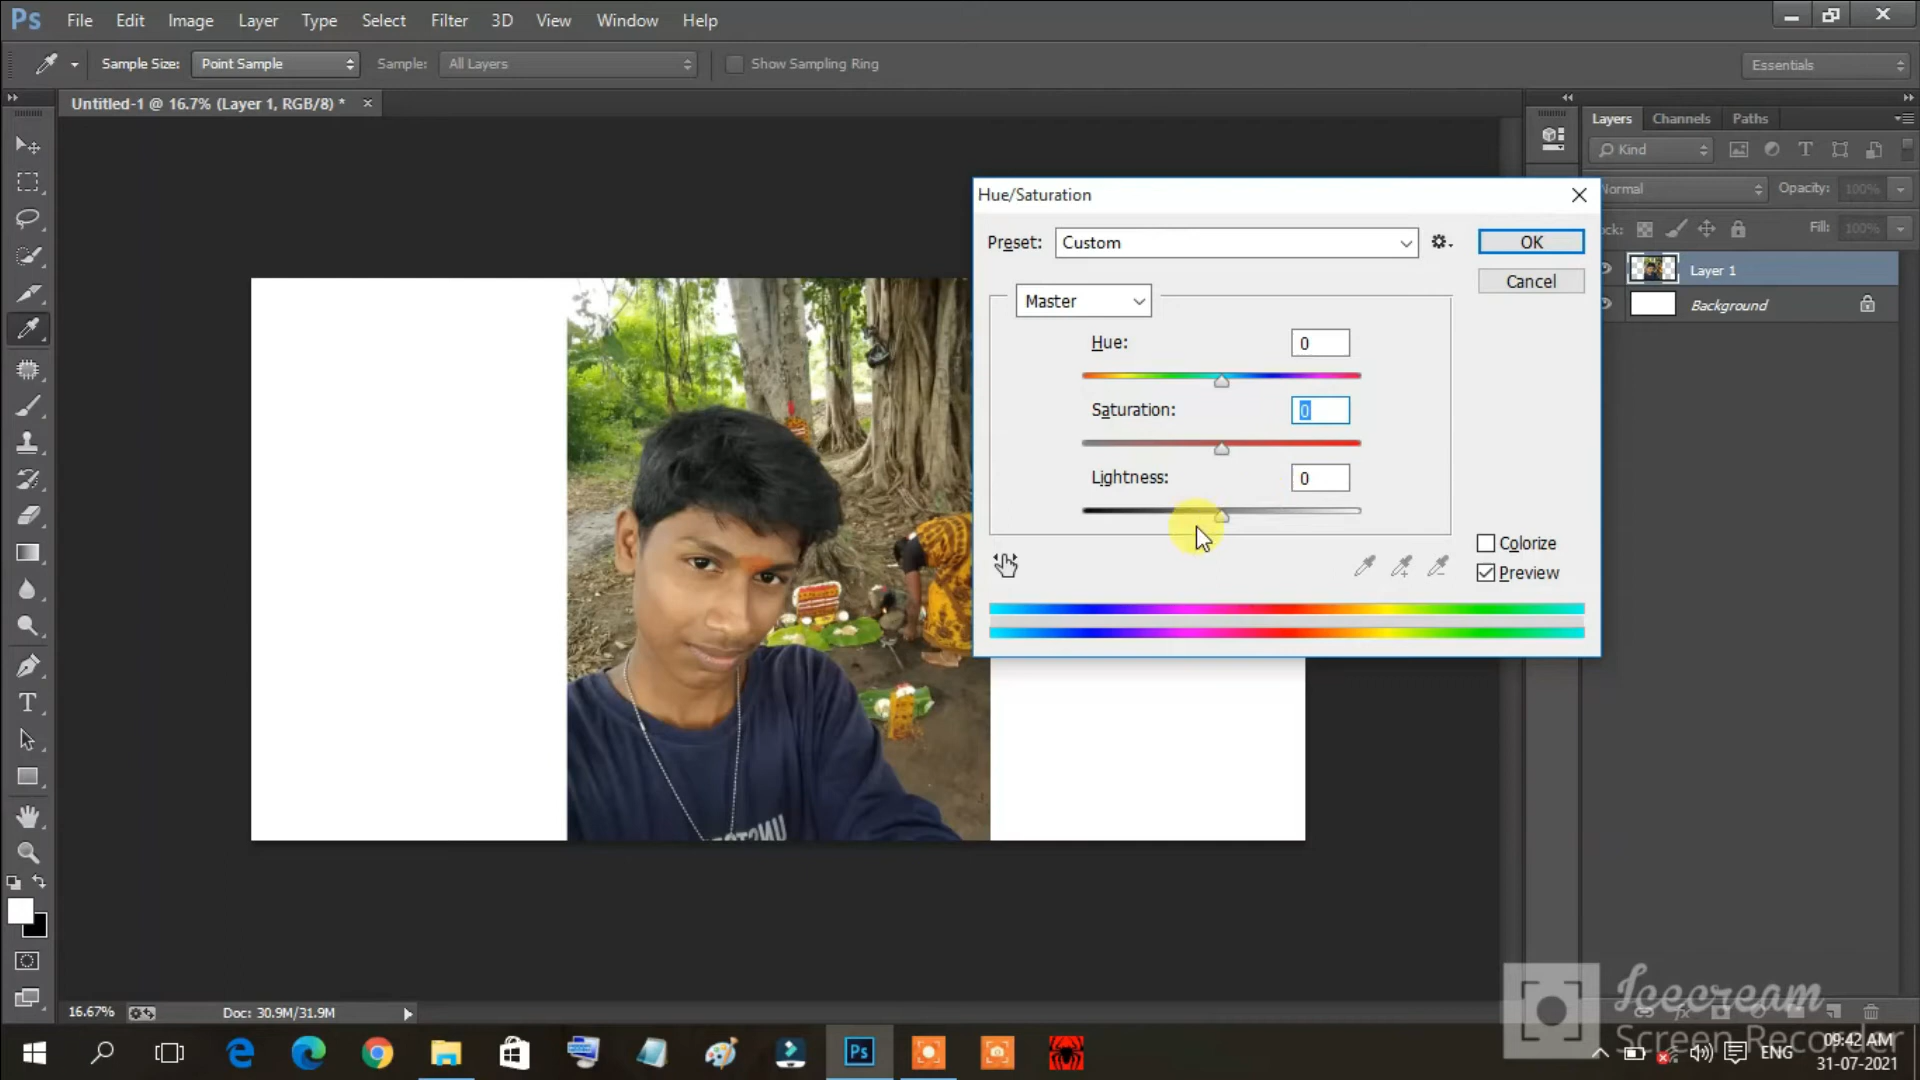 Ps File Edit Image Layer Type Select Filter 3D View Window Help
Sample Size: Point Sample Sample: All Layers Show Sampling Ring Essentials
Untitled-1 @ 16.7% (Layer 1, RGB/8) * ×
Layers Channels Paths
Kind
Normal Opacity: 100%
Fill: 100%
Layer 1
Background
Hue/Saturation
Preset: Custom OK
Cancel
Master
Hue: 0
Saturation: 0
Lightness: 0
Colorize
Preview
16.67% Doc: 30.9M/31.9M
Icecream
Screen Recorder
Ps ENG 09:42 AM
31-07-2021